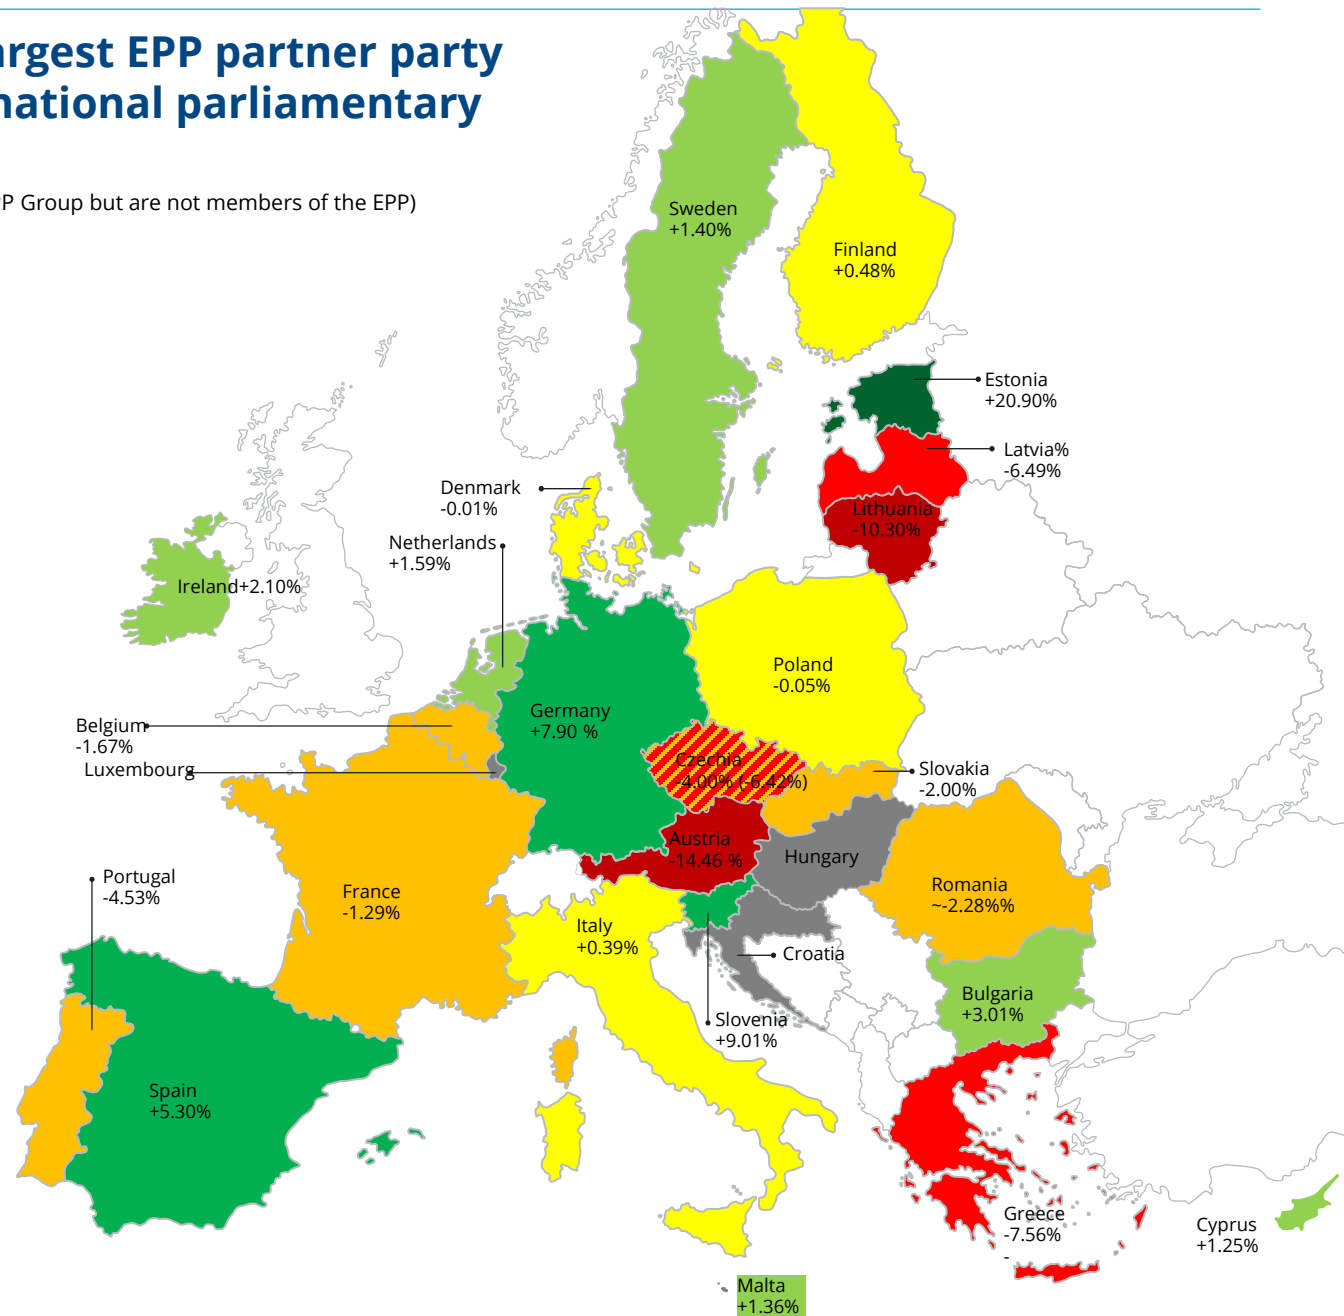 argest EPP partner party
national parliamentary
PP Group but are not members of the EPP)
Sweden
+1.40%
Finland
+0.48%
Estonia
+20.90%
Latvia%
-6.49%
Lithuania
-10.30%
Denmark
-0.01%
Netherlands
+1.59%
Ireland+2.10%
Poland
-0.05%
Germany
+7.90 %
Belgium
-1.67%
Luxembourg
Czechia
-4.00% (-6.42%)
Slovakia
-2.00%
Austria
-14.46 %
Hungary
Portugal
-4.53%
France
-1.29%
Romania
~-2.28%%
Italy
+0.39%
Croatia
Bulgaria
+3.01%
Slovenia
+9.01%
Spain
+5.30%
Greece
-7.56%
-
Cyprus
+1.25%
Malta
+1.36%